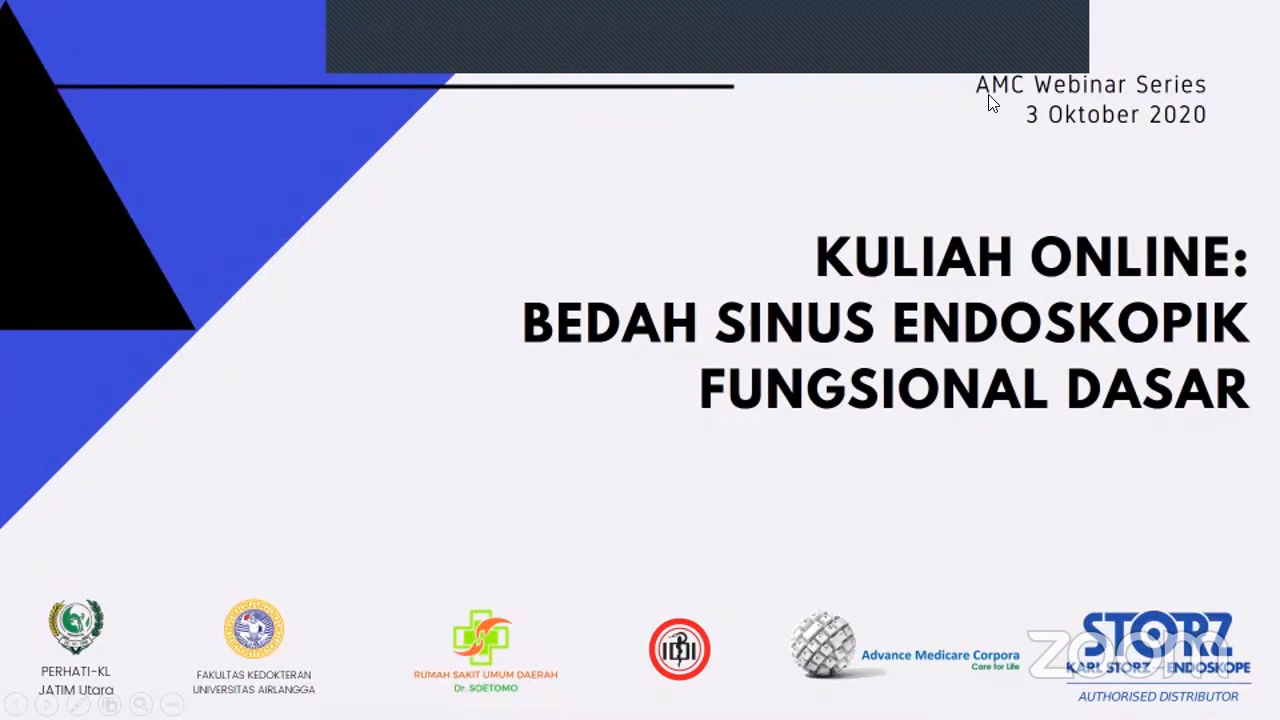 AMC Webinar Series
3 Oktober 2020
KULIAH ONLINE:
BEDAH SINUS ENDOSKOPIK
FUNGSIONAL DASAR
PERHATI-KL
JATIM Utara
FAKULTAS KEDOKTERAN
UNIVERSITAS AIRLANGGA
RUMAH SAKIT UMUM DAERAH
Dr. SOETOMO
IDI
Advance Medicare Corpora
Care for Life
STORZ
KARL STORZ – ENDOSKOPE
AUTHORISED DISTRIBUTOR
zoom